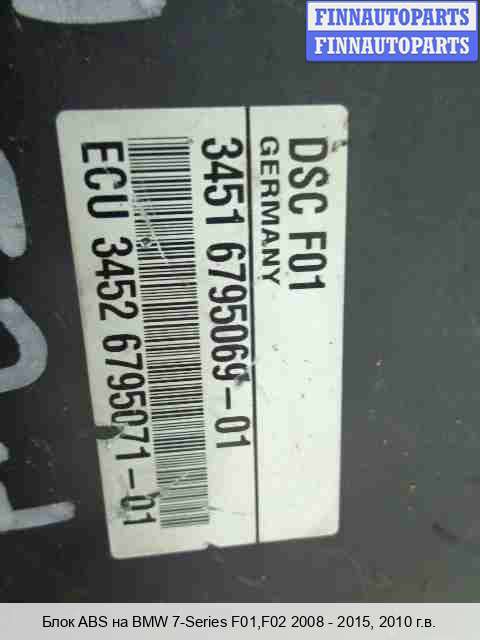 FINNAUTOPARTS
FINNAUTOPARTS
DSC F01
GERMANY
3451 6795069-01
ECU 3452 6795071-01
Блок ABS на BMW 7-Series F01,F02 2008 - 2015, 2010 г.в.